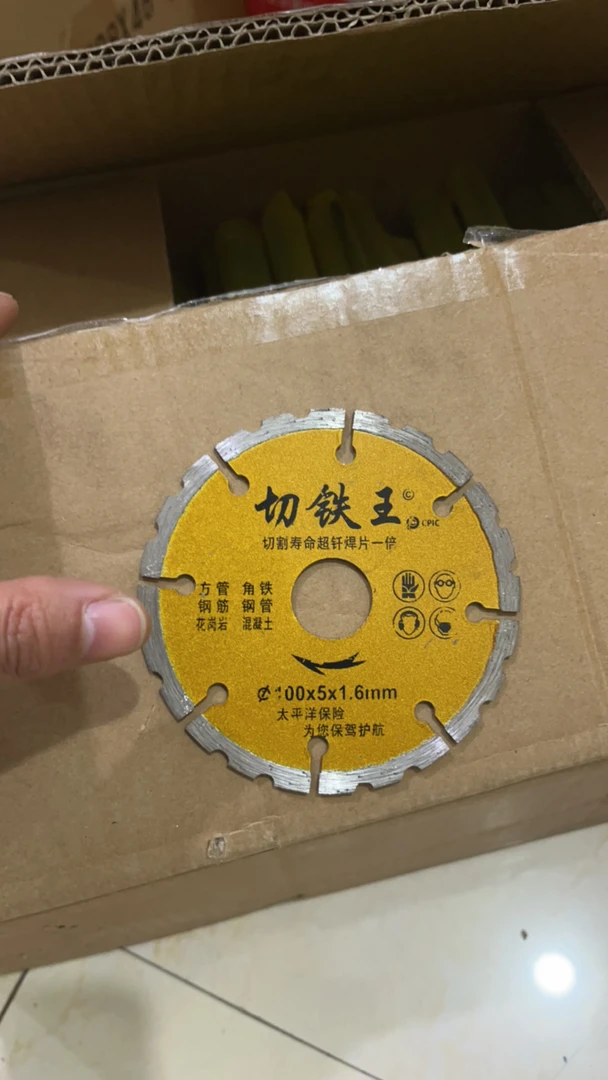 切铁王©
CPIC
切割寿命超钎焊片一倍
方管 角铁
钢筋 钢管
花岗岩 混凝土
Ø100x5x1.6mm
太平洋保险
为您保驾护航